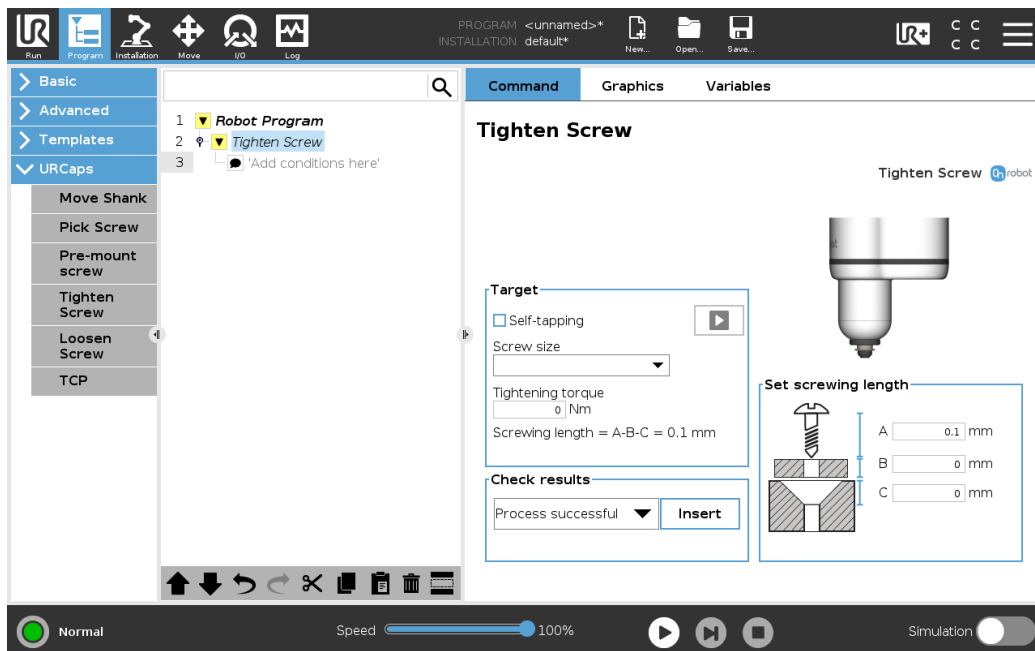 PROGRAM <unnamed>*
INSTALLATION default*
UR
Run
Program
Installation
Move
I/O
Log
New...
Open...
Save...
UR+
C C
C C
Basic
Advanced
Templates
URCaps
Move Shank
Pick Screw
Pre-mount
screw
Tighten
Screw
Loosen
Screw
TCP
1 Robot Program
2 Tighten Screw
3 'Add conditions here'
Command Graphics Variables
Tighten Screw
Tighten Screw On robot
ot
Target
Self-tapping
Screw size
Tightening torque
0 Nm
Screwing length = A-B-C = 0.1 mm
Check results
Process successful Insert
Set screwing length
A 0.1 mm
B 0 mm
C 0 mm
Normal
Speed 100%
Simulation